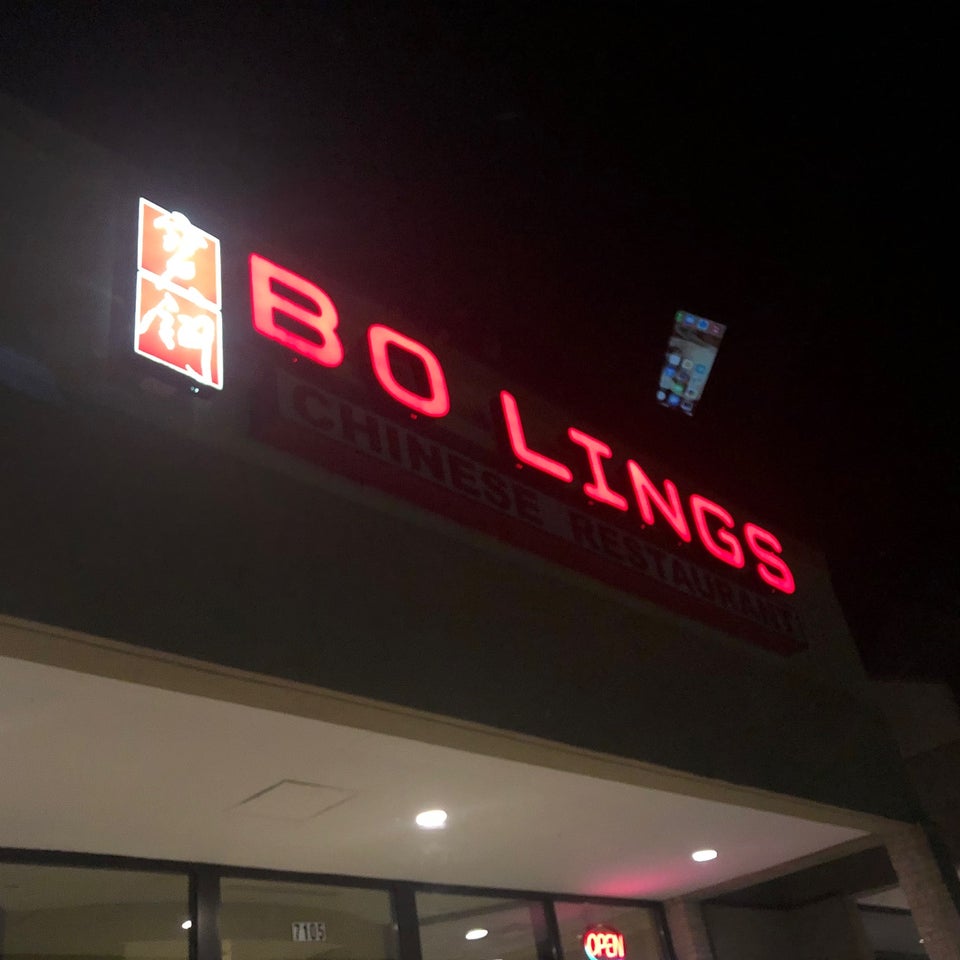 BO LINGS
CHINESE RESTAURANT
7105
OPEN